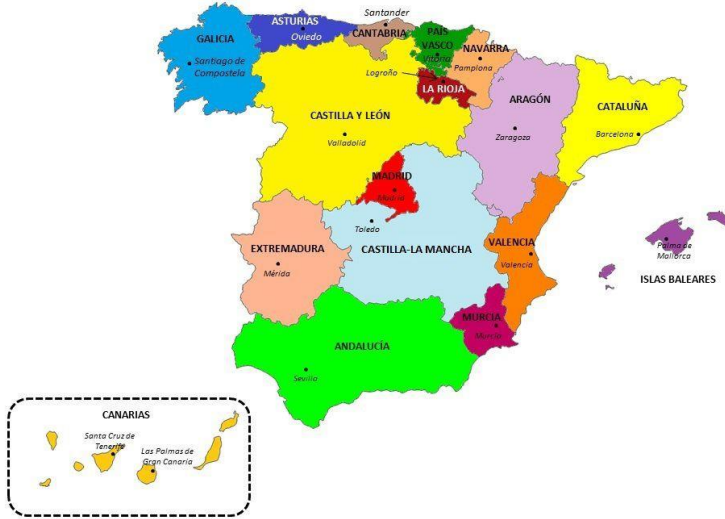 Santander
ASTURIAS
Oviedo
CANTABRIA
PAÍS
VASCO
Vitoria
GALICIA
Santiago de
Compostela
NAVARRA
Pamplona
Logroño
LA RIOJA
ARAGÓN
Zaragoza
CATALUÑA
Barcelona
CASTILLA Y LEÓN
Valladolid
MADRID
Madrid
Toledo
CASTILLA-LA MANCHA
EXTREMADURA
Mérida
VALENCIA
Valencia
Palma de
Mallorca
ISLAS BALEARES
MURCIA
Murcia
ANDALUCÍA
Sevilla
CANARIAS
Santa Cruz de
Tenerife
Las Palmas de
Gran Canaria